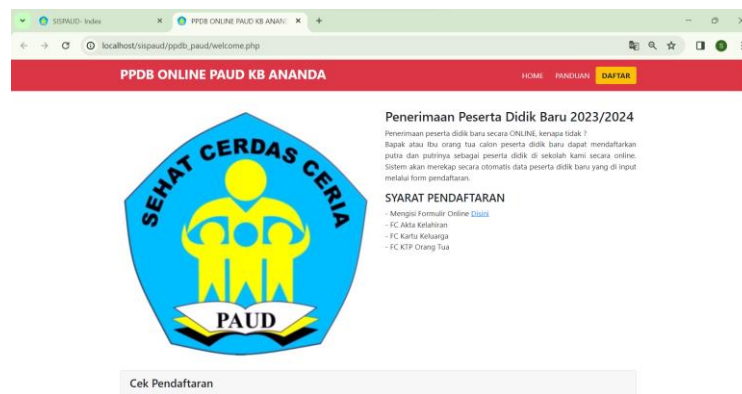 SISPAUD- Index
PPDB ONLINE PAUD KB ANAND
localhost/sispaud/ppdb_paud/welcome.php
PPDB ONLINE PAUD KB ANANDA
HOME PANDUAN DAFTAR
SEHAT CERDAS CERIA
PAUD
Penerimaan Peserta Didik Baru 2023/2024
Penerimaan peserta didik baru secara ONLINE, kenapa tidak ?
Bapak atau Ibu orang tua calon peserta didik baru dapat mendaftarkan
putra dan putrinya sebagai peserta didik di sekolah kami secara online.
Sistem akan merekap secara otomatis data peserta didik baru yang di input
melalui form pendaftaran.
SYARAT PENDAFTARAN
- Mengisi Formulir Online Disini
- FC Akta Kelahiran
- FC Kartu Keluarga
- FC KTP Orang Tua
Cek Pendaftaran